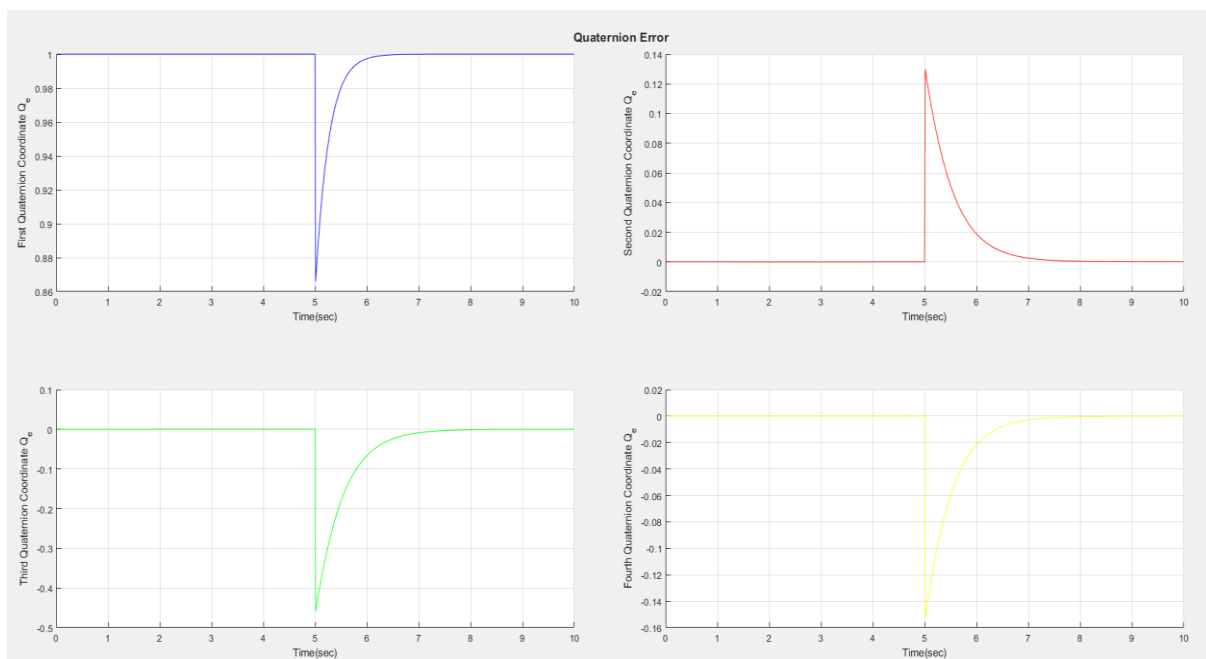 Quaternion Error
First Quaternion Coordinate Q_e
1
0.98
0.96
0.94
0.92
0.9
0.88
0.86
0 1 2 3 4 5 6 7 8 9 10
Time(sec)
Second Quaternion Coordinate Q_e
0.14
0.12
0.1
0.08
0.06
0.04
0.02
0
-0.02
0 1 2 3 4 5 6 7 8 9 10
Time(sec)
Third Quaternion Coordinate Q_e
0.1
0
-0.1
-0.2
-0.3
-0.4
-0.5
0 1 2 3 4 5 6 7 8 9 10
Time(sec)
Fourth Quaternion Coordinate Q_e
0.02
0
-0.02
-0.04
-0.06
-0.08
-0.1
-0.12
-0.14
-0.16
0 1 2 3 4 5 6 7 8 9 10
Time(sec)